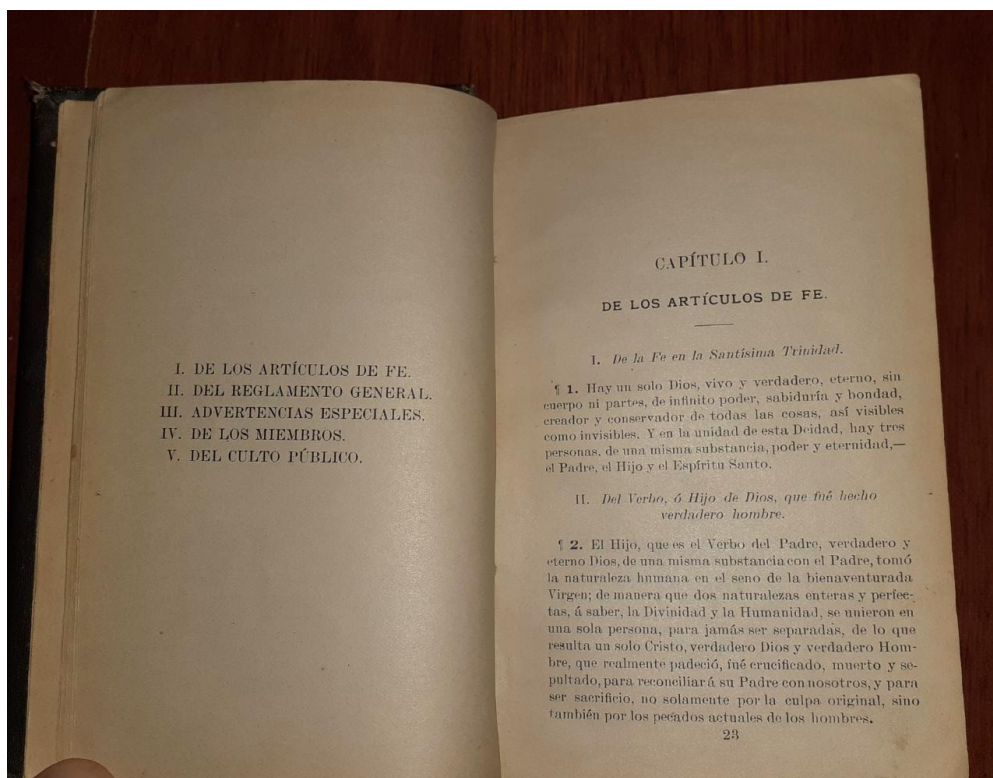 I. DE LOS ARTÍCULOS DE FE.
II. DEL REGLAMENTO GENERAL.
III. ADVERTENCIAS ESPECIALES.
IV. DE LOS MIEMBROS.
V. DEL CULTO PÚBLICO.
CAPÍTULO I.
DE LOS ARTÍCULOS DE FE.
I. De la Fe en la Santísima Trinidad.
¶ 1. Hay un solo Dios, vivo y verdadero, eterno, sin
cuerpo ni partes, de infinito poder, sabiduría y bondad,
creador y conservador de todas las cosas, así visibles
como invisibles. Y en la unidad de esta Deidad, hay tres
personas, de una misma substancia, poder y eternidad,—
el Padre, el Hijo y el Espíritu Santo.
II. Del Verbo, ó Hijo de Dios, que fué hecho
verdadero hombre.
¶ 2. El Hijo, que es el Verbo del Padre, verdadero y
eterno Dios, de una misma substancia con el Padre, tomó
la naturaleza humana en el seno de la bienaventurada
Virgen; de manera que dos naturalezas enteras y perfec-
tas, á saber, la Divinidad y la Humanidad, se unieron en
una sola persona, para jamás ser separadas, de lo que
resulta un solo Cristo, verdadero Dios y verdadero Hom-
bre, que realmente padeció, fué crucificado, muerto y se-
pultado, para reconciliar á su Padre con nosotros, y para
ser sacrificio, no solamente por la culpa original, sino
también por los pecados actuales de los hombres.
23